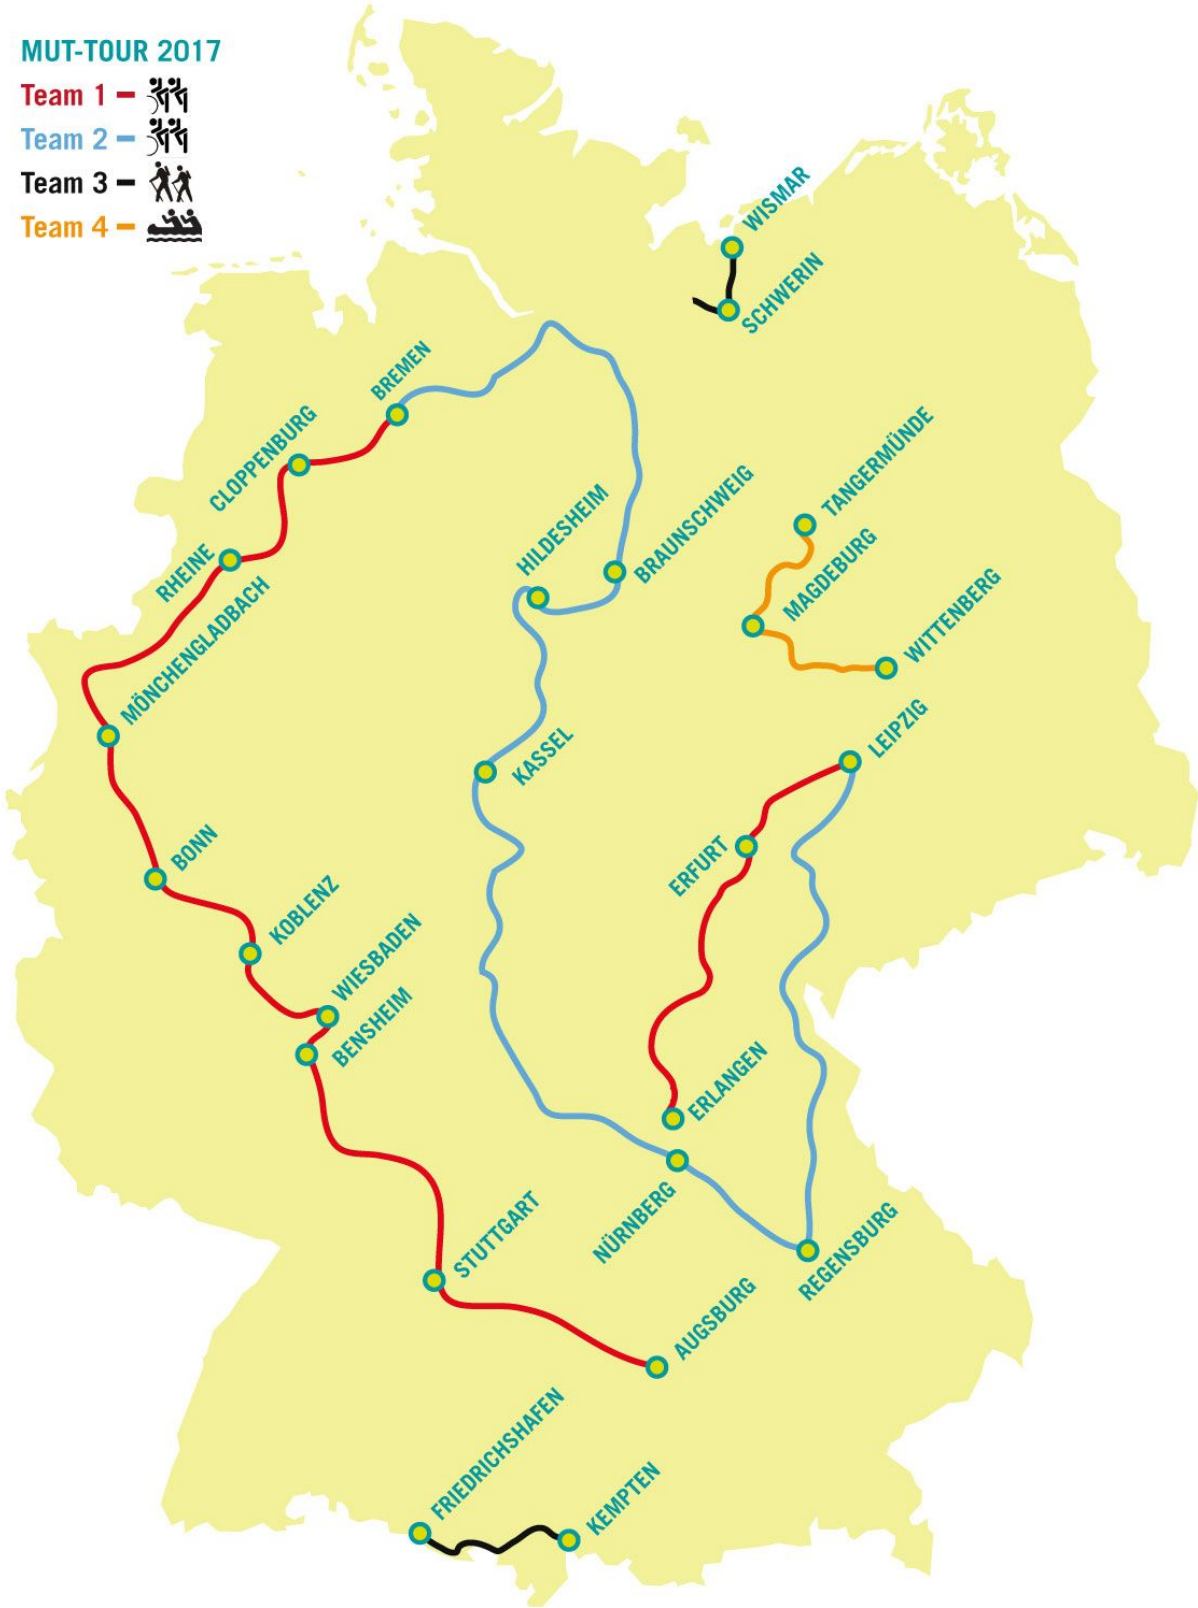 MUT-TOUR 2017
Team 1 –
Team 2 –
Team 3 –
Team 4 –
WISMAR
SCHWERIN
BREMEN
CLOPPENBURG
TANGERMÜNDE
HILDESHEIM
BRAUNSCHWEIG
MAGDEBURG
RHEINE
WITTENBERG
MÖNCHENGLADBACH
LEIPZIG
KASSEL
BONN
ERFURT
KOBLENZ
WIESBADEN
BENSHEIM
ERLANGEN
NÜRNBERG
STUTTGART
REGENSBURG
AUGSBURG
FRIEDRICHSHAFEN
KEMPTEN